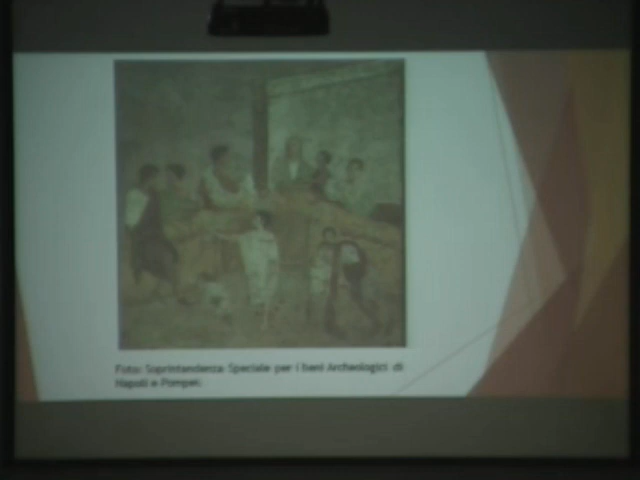 Foto: Soprintendenza Speciale per i beni Archeologici di
Napoli e Pompei